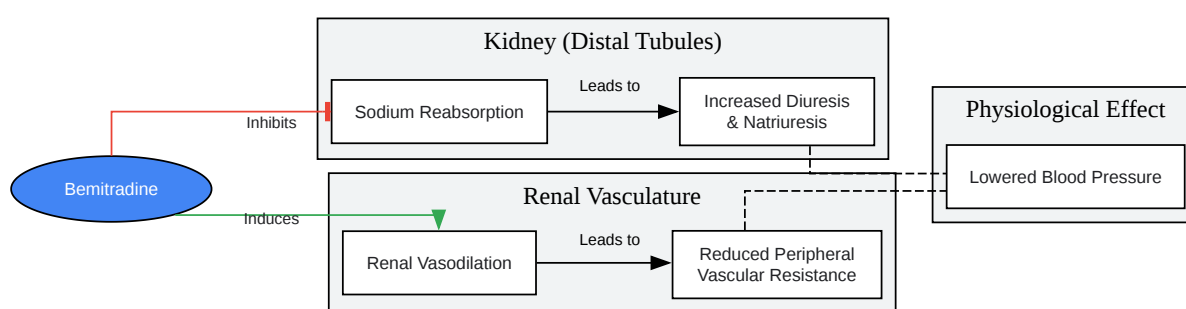 Kidney (Distal Tubules)
Sodium Reabsorption
Leads to
Increased Diuresis
& Natriuresis
Inhibits
Bemitradine
Induces
Renal Vasculature
Renal Vasodilation
Leads to
Reduced Peripheral
Vascular Resistance
Physiological Effect
Lowered Blood Pressure